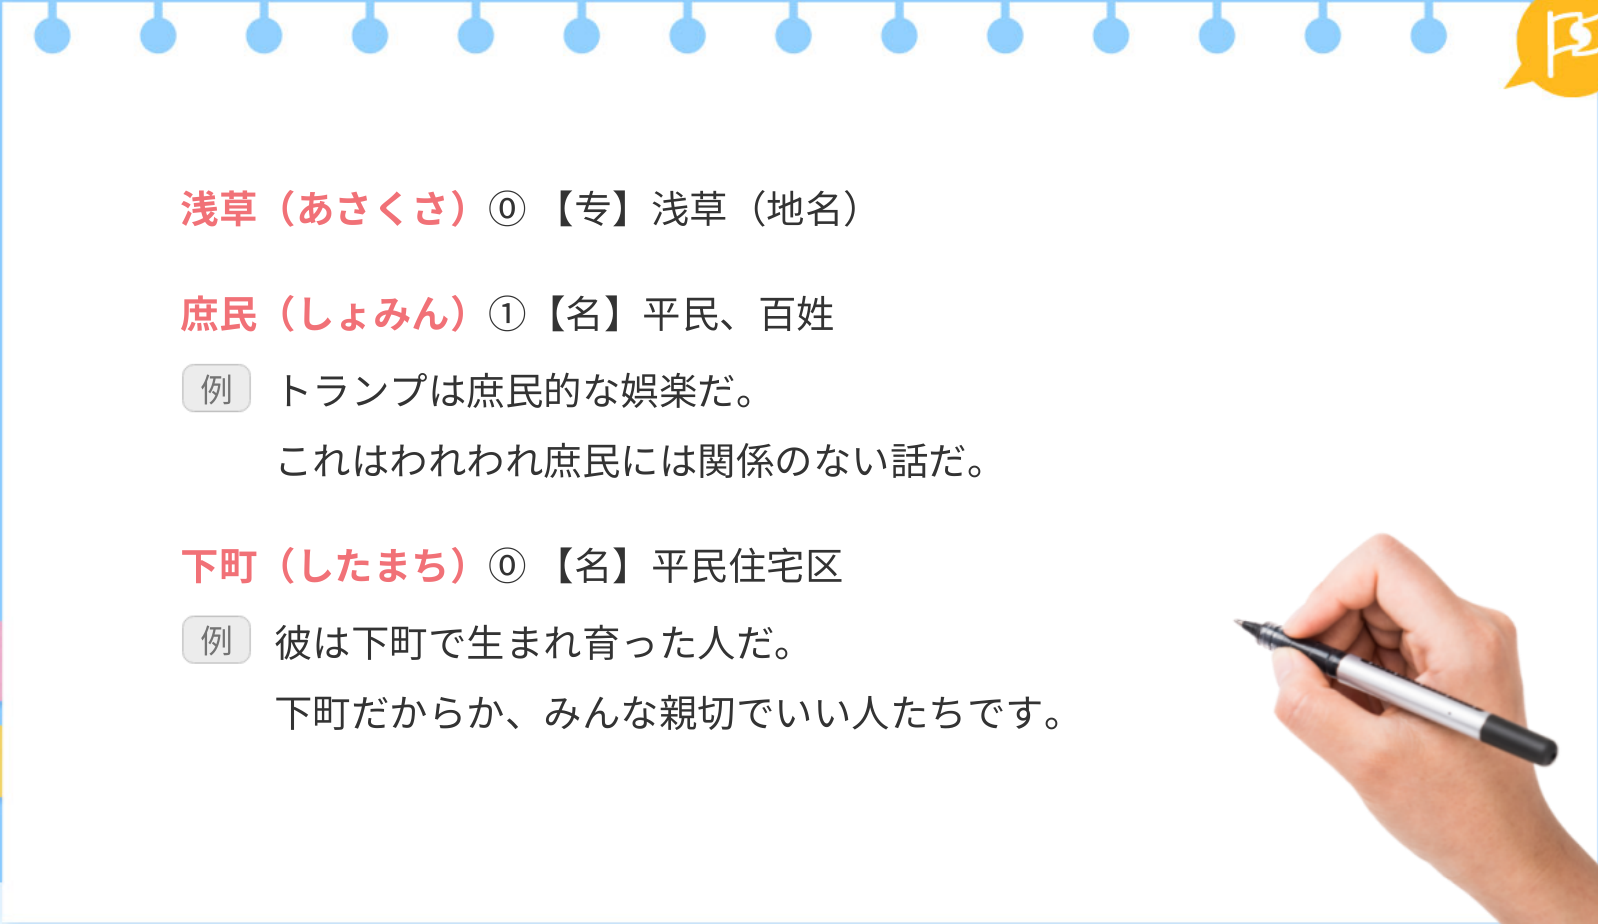 浅草（あさくさ）⓪ 【专】浅草（地名）
庶民（しょみん）①【名】平民、百姓
例 トランプは庶民的な娯楽だ。
これはわれわれ庶民には関係のない話だ。
下町（したまち）⓪ 【名】平民住宅区
例 彼は下町で生まれ育った人だ。
下町だからか、みんな親切でいい人たちです。